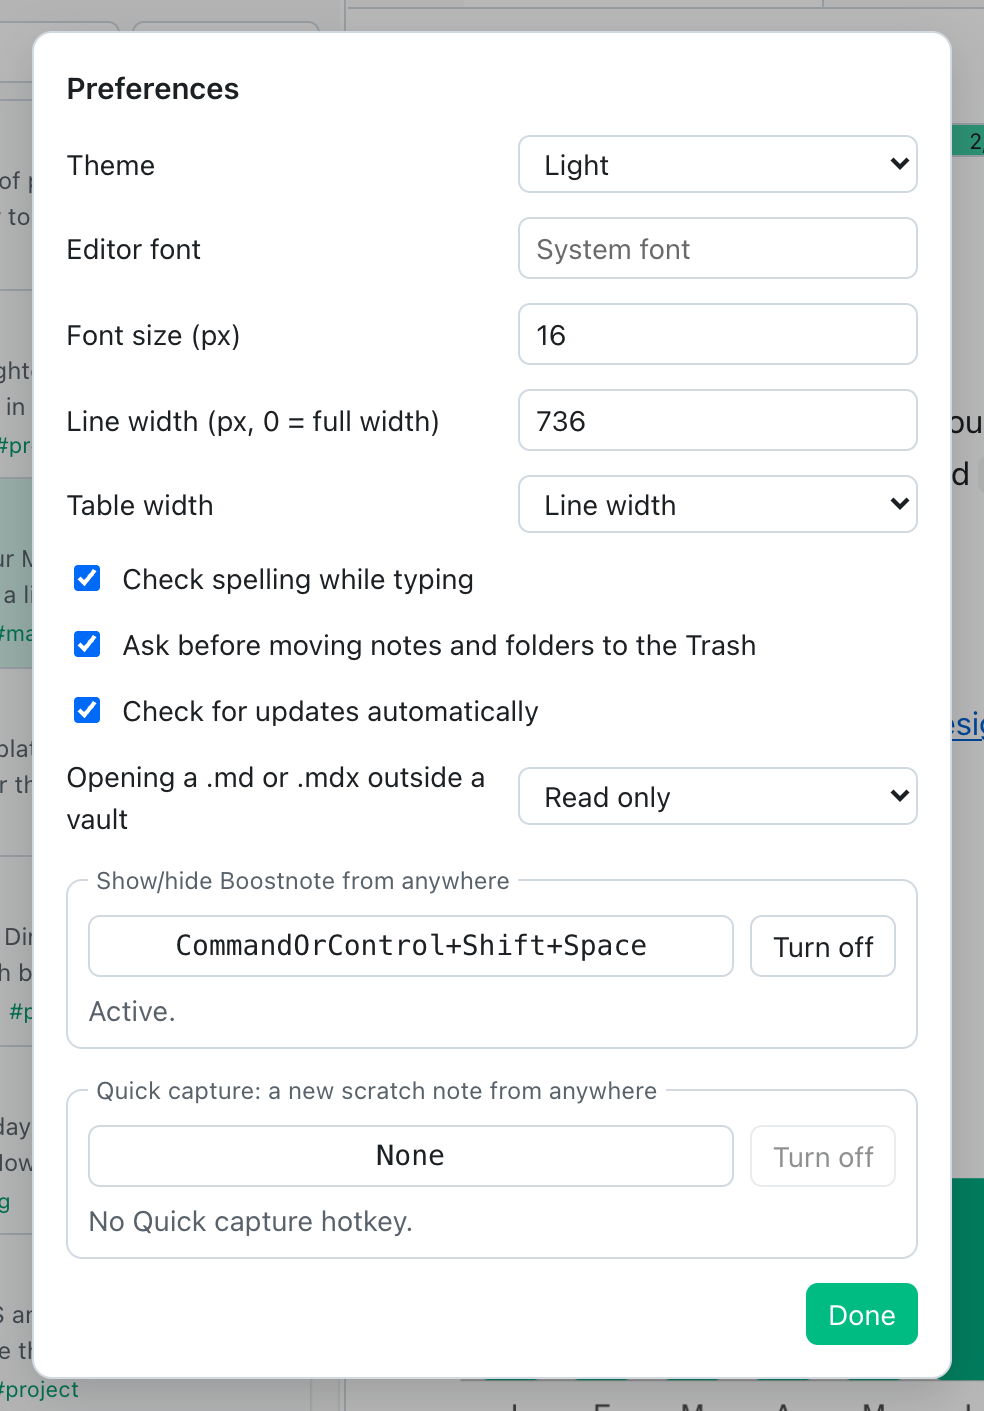 Preferences
Theme
Light
Editor font
System font
Font size (px)
16
Line width (px, 0 = full width)
736
Table width
Line width
Check spelling while typing
Ask before moving notes and folders to the Trash
Check for updates automatically
Opening a .md or .mdx outside a
vault
Read only
Show/hide Boostnote from anywhere
CommandOrControl+Shift+Space
Turn off
Active.
Quick capture: a new scratch note from anywhere
None
Turn off
No Quick capture hotkey.
Done
of
to
in
a
#project